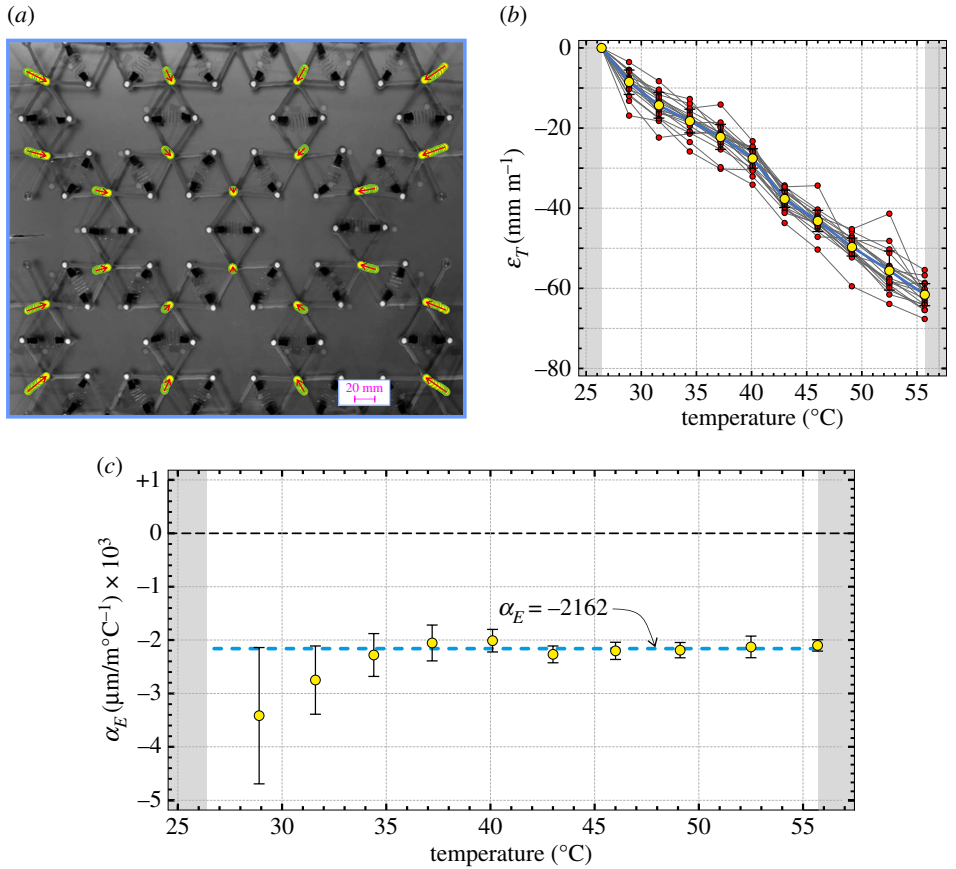 (a)
20 mm
(b)
0
–20
–40
–60
–80
ε_T (mm m⁻¹)
25 30 35 40 45 50 55
temperature (°C)
(c)
+1
0
–1
–2
–3
–4
–5
α_E (µm/m°C⁻¹) × 10³
α_E = –2162
25 30 35 40 45 50 55
temperature (°C)